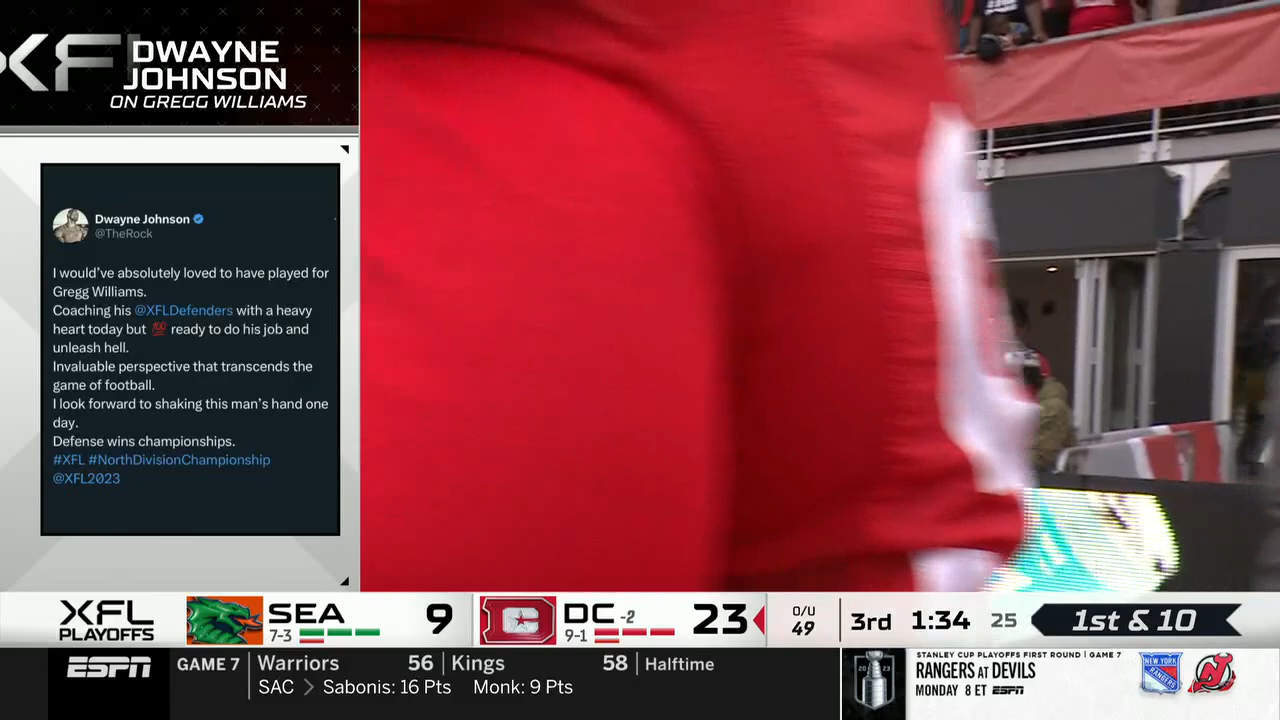 XFL
DWAYNE
JOHNSON
ON GREGG WILLIAMS
Dwayne Johnson
@TheRock
I would've absolutely loved to have played for
Gregg Williams.
Coaching his @XFLDefenders with a heavy
heart today but 💯 ready to do his job and
unleash hell.
Invaluable perspective that transcends the
game of football.
I look forward to shaking this man's hand one
day.
Defense wins championships.
#XFL #NorthDivisionChampionship
@XFL2023
XFL
PLAYOFFS
SEA 9
7-3
DC -2 23
9-1
O/U
49
3rd 1:34 25 1st & 10
ESPN
GAME 7 Warriors 56 Kings 58 Halftime
SAC > Sabonis: 16 Pts Monk: 9 Pts
STANLEY CUP PLAYOFFS FIRST ROUND | GAME 7
RANGERS AT DEVILS
MONDAY 8 ET ESPN
2023
NEW YORK
RANGERS